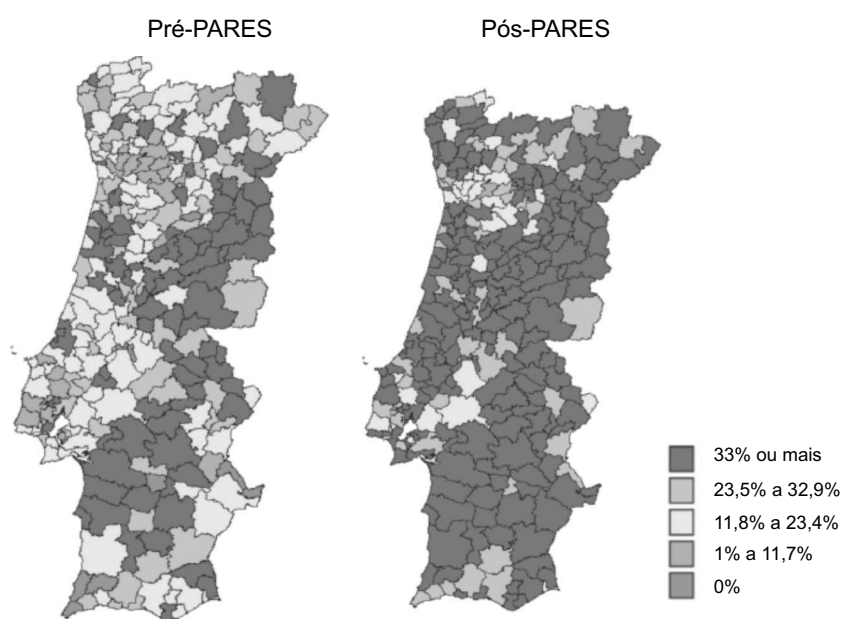 Pré-PARES
Pós-PARES
33% ou mais
23,5% a 32,9%
11,8% a 23,4%
1% a 11,7%
0%